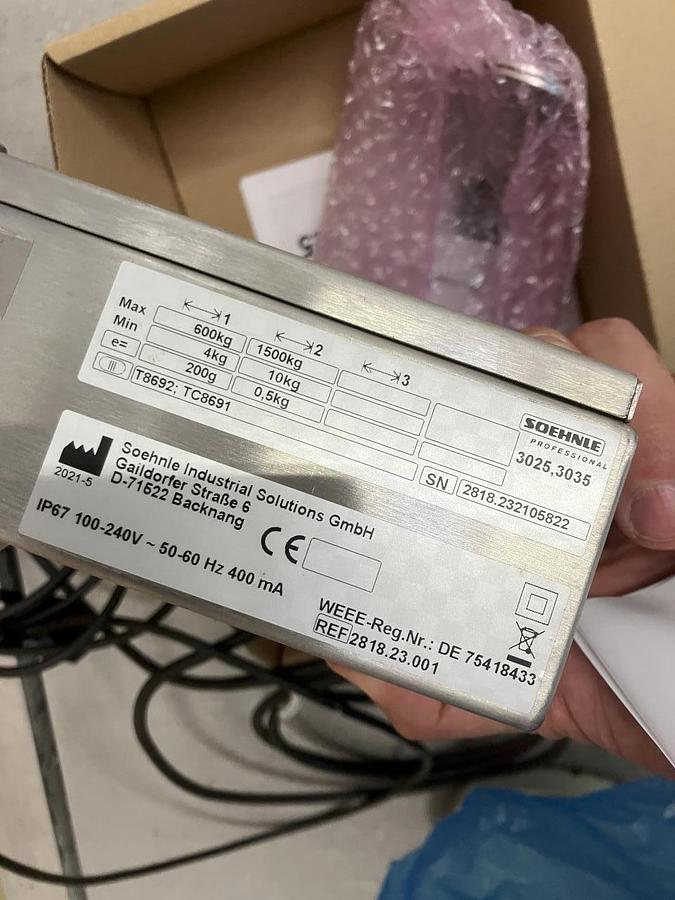 1 2 3
Max 600kg 1500kg
Min 4kg 10kg
e= 200g 0,5kg
III T8692; TC8691
SOEHNLE
PROFESSIONAL
3025,3035
SN 2818.232105822
2021-5
Soehnle Industrial Solutions GmbH
Gaildorfer Straße 6
D-71522 Backnang
CE
IP67 100-240V ~ 50-60 Hz 400 mA
WEEE-Reg.Nr.: DE 75418433
REF 2818.23.001